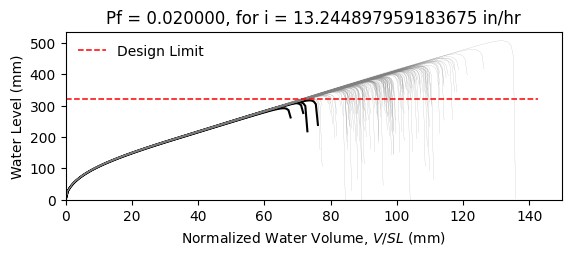 Pf = 0.020000, for i = 13.244897959183675 in/hr
Design Limit
Water Level (mm)
500
400
300
200
100
0
0 20 40 60 80 100 120 140
Normalized Water Volume, V/SL (mm)